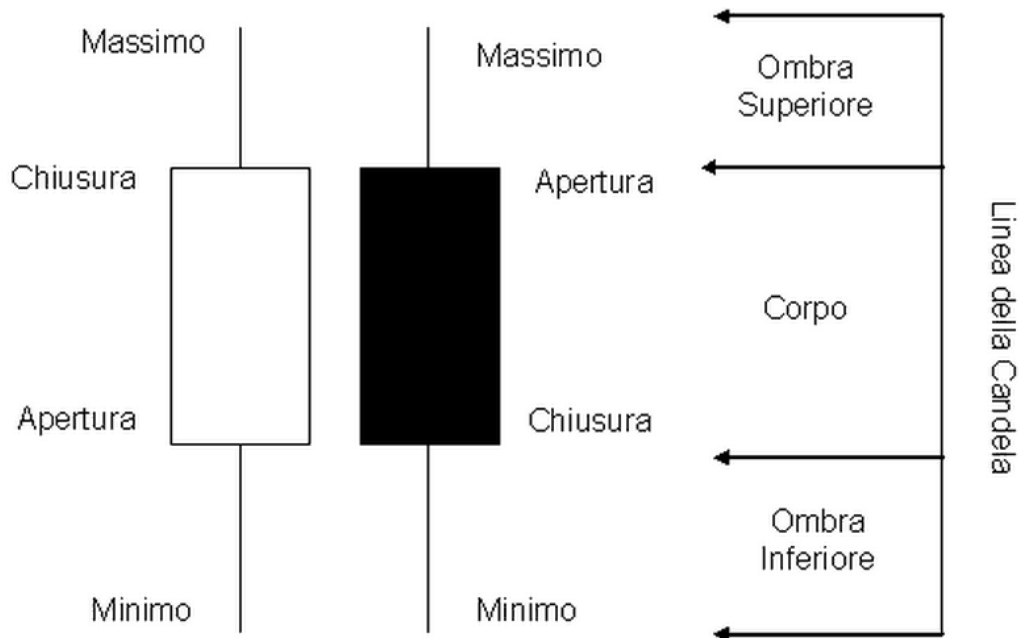 Massimo
Massimo
Ombra
Superiore
Chiusura
Apertura
Corpo
Linea della Candela
Apertura
Chiusura
Ombra
Inferiore
Minimo
Minimo